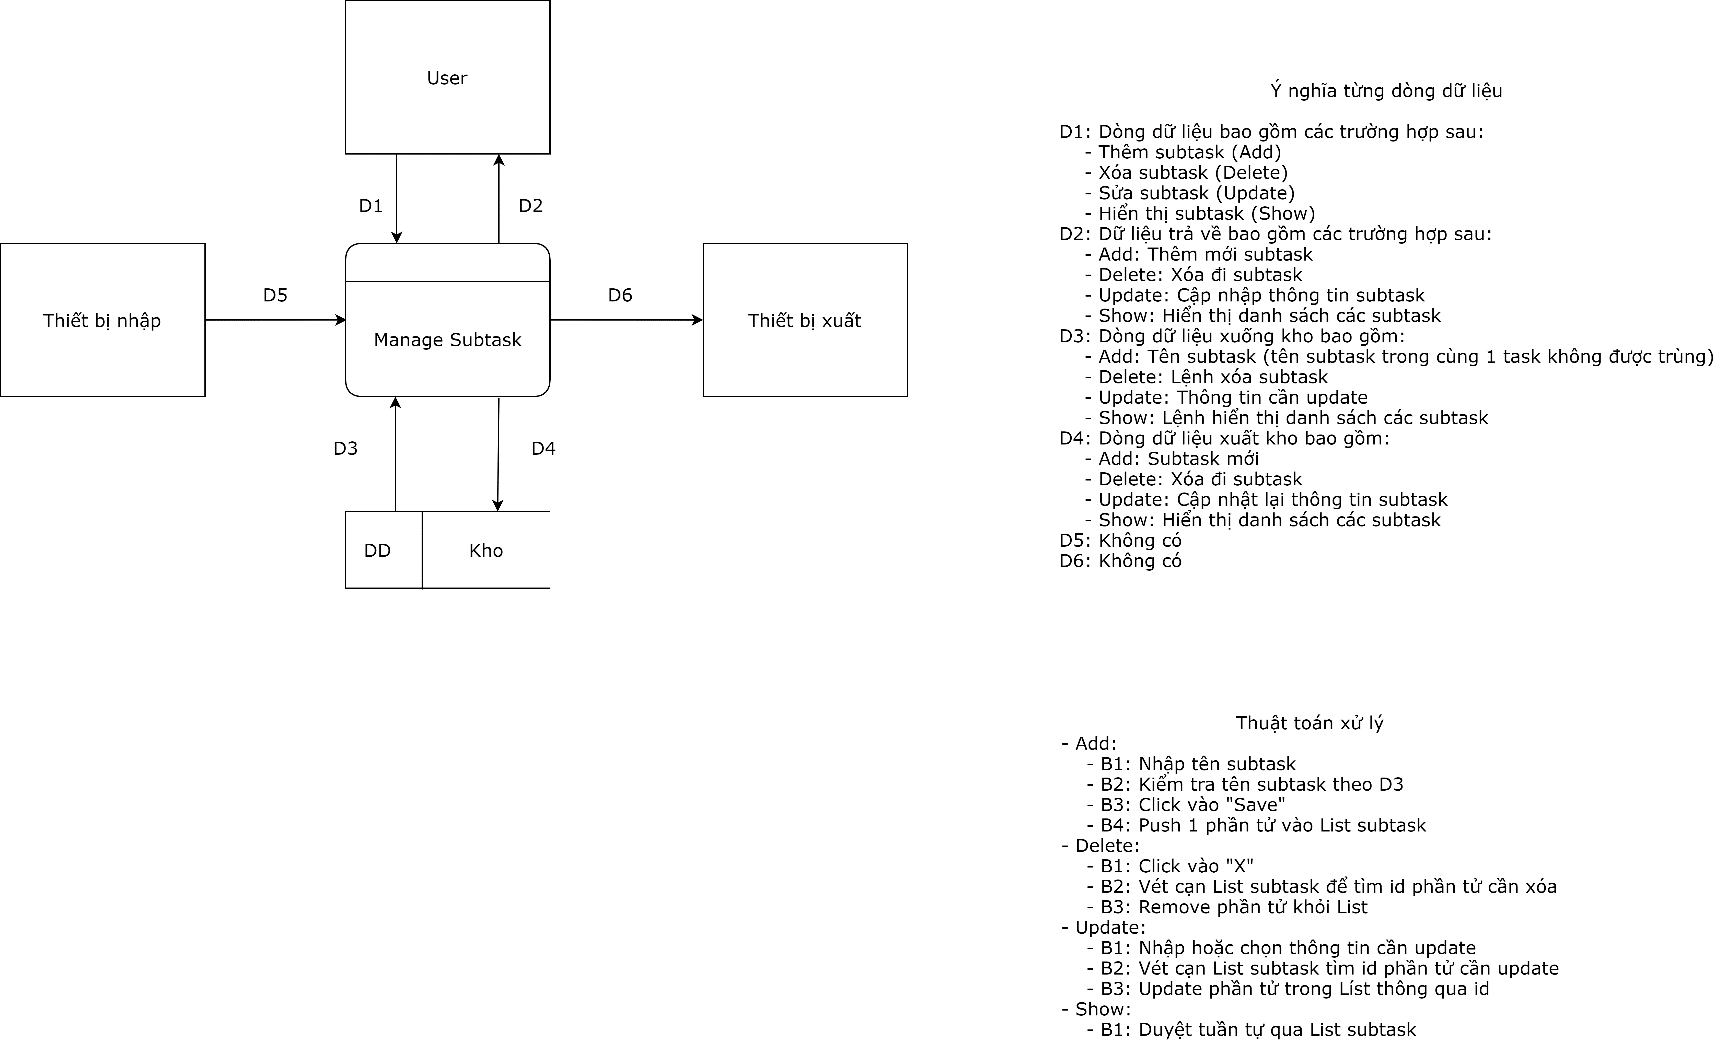 User
D1
D2
Thiết bị nhập
D5
Manage Subtask
D6
Thiết bị xuất
D3
D4
DD
Kho
Ý nghĩa từng dòng dữ liệu
D1: Dòng dữ liệu bao gồm các trường hợp sau:
- Thêm subtask (Add)
- Xóa subtask (Delete)
- Sửa subtask (Update)
- Hiển thị subtask (Show)
D2: Dữ liệu trả về bao gồm các trường hợp sau:
- Add: Thêm mới subtask
- Delete: Xóa đi subtask
- Update: Cập nhập thông tin subtask
- Show: Hiển thị danh sách các subtask
D3: Dòng dữ liệu xuống kho bao gồm:
- Add: Tên subtask (tên subtask trong cùng 1 task không được trùng)
- Delete: Lệnh xóa subtask
- Update: Thông tin cần update
- Show: Lệnh hiển thị danh sách các subtask
D4: Dòng dữ liệu xuất kho bao gồm:
- Add: Subtask mới
- Delete: Xóa đi subtask
- Update: Cập nhật lại thông tin subtask
- Show: Hiển thị danh sách các subtask
D5: Không có
D6: Không có
Thuật toán xử lý
- Add:
- B1: Nhập tên subtask
- B2: Kiểm tra tên subtask theo D3
- B3: Click vào "Save"
- B4: Push 1 phần tử vào List subtask
- Delete:
- B1: Click vào "X"
- B2: Vét cạn List subtask để tìm id phần tử cần xóa
- B3: Remove phần tử khỏi List
- Update:
- B1: Nhập hoặc chọn thông tin cần update
- B2: Vét cạn List subtask tìm id phần tử cần update
- B3: Update phần tử trong Líst thông qua id
- Show:
- B1: Duyệt tuần tự qua List subtask